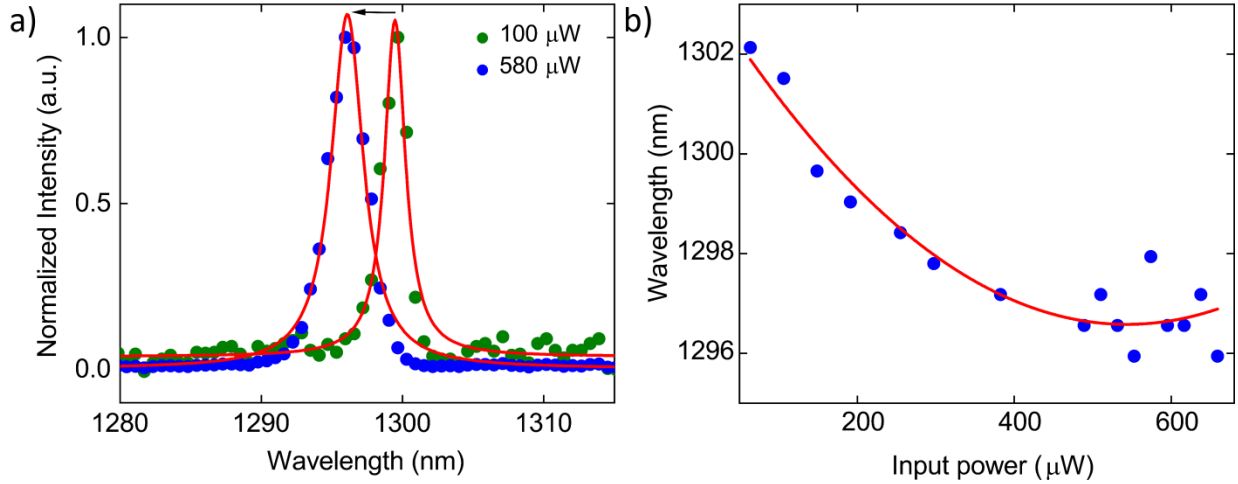 a)
1.0
0.5
0.0
Normalized Intensity (a.u.)
100 μW
580 μW
1280
1290
1300
1310
Wavelength (nm)
b)
1302
1300
1298
1296
Wavelength (nm)
200
400
600
Input power (μW)